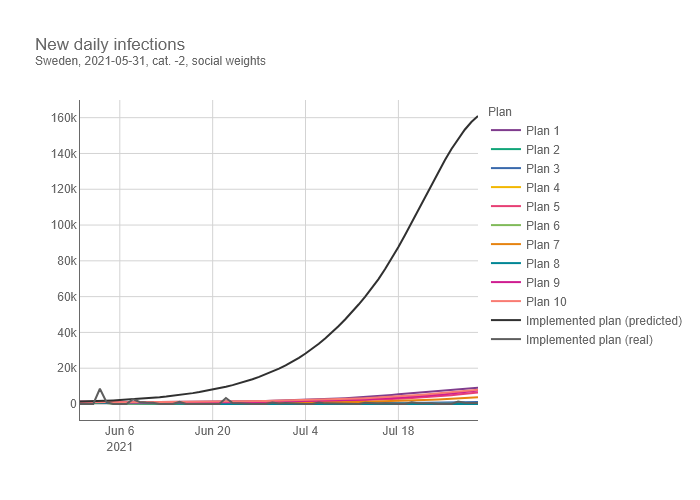 New daily infections
Sweden, 2021-05-31, cat. -2, social weights
Plan
Plan 1
Plan 2
Plan 3
Plan 4
Plan 5
Plan 6
Plan 7
Plan 8
Plan 9
Plan 10
Implemented plan (predicted)
Implemented plan (real)
160k
140k
120k
100k
80k
60k
40k
20k
0
Jun 6
2021
Jun 20
Jul 4
Jul 18